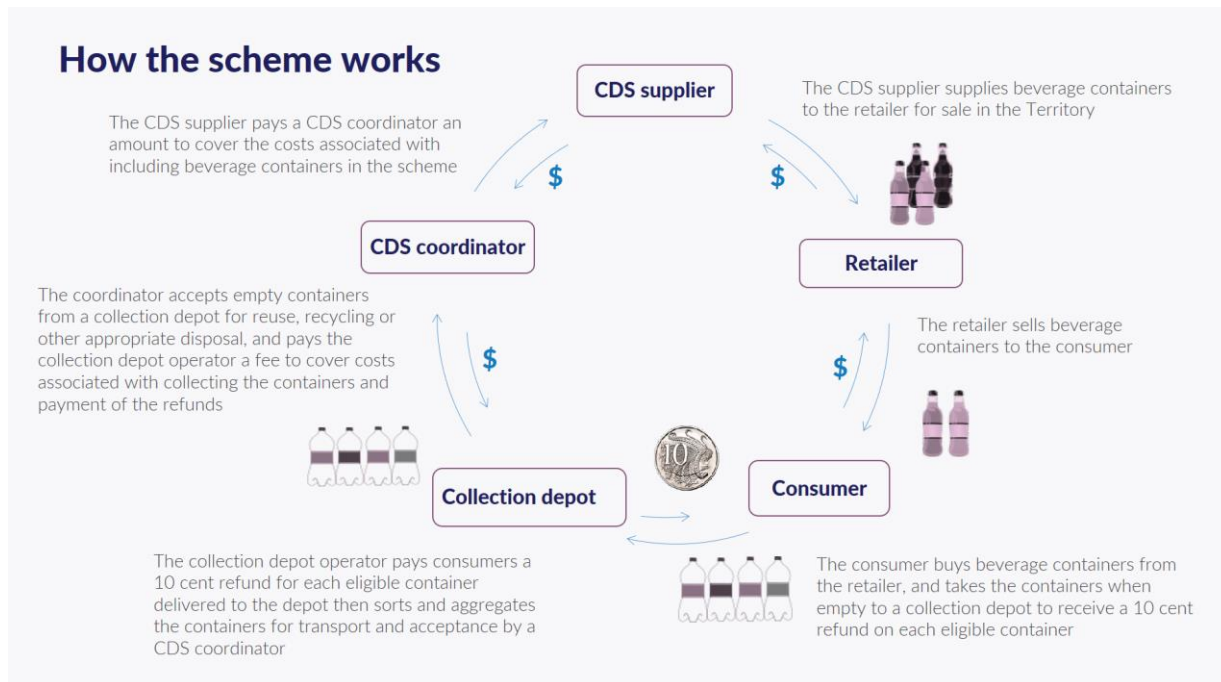 How the scheme works
CDS supplier
The CDS supplier supplies beverage containers
to the retailer for sale in the Territory
The CDS supplier pays a CDS coordinator an
amount to cover the costs associated with
including beverage containers in the scheme
$
$
CDS coordinator
Retailer
The coordinator accepts empty containers
from a collection depot for reuse, recycling or
other appropriate disposal, and pays the
collection depot operator a fee to cover costs
associated with collecting the containers and
payment of the refunds
The retailer sells beverage
containers to the consumer
$
$
10
Collection depot
Consumer
The collection depot operator pays consumers a
10 cent refund for each eligible container
delivered to the depot then sorts and aggregates
the containers for transport and acceptance by a
CDS coordinator
The consumer buys beverage containers from
the retailer, and takes the containers when
empty to a collection depot to receive a 10 cent
refund on each eligible container